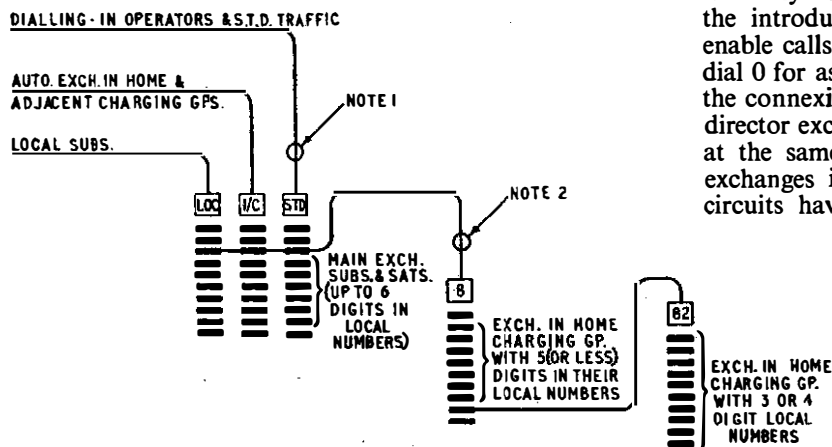 DIALLING-IN OPERATORS & S.T.D. TRAFFIC
AUTO. EXCH. IN HOME &
ADJACENT CHARGING GPS.
LOCAL SUBS.
NOTE 1
LOC
I/C
STD
NOTE 2
MAIN EXCH.
SUBS. & SATS.
(UP TO 6
DIGITS IN
LOCAL
NUMBERS)
8
EXCH. IN HOME
CHARGING GP.
WITH 5(OR LESS)
DIGITS IN THEIR
LOCAL NUMBERS
82
EXCH. IN HOME
CHARGING GP.
WITH 3 OR 4
DIGIT LOCAL
NUMBERS
the introdu
enable calls
dial 0 for as
the connexi
director exc
at the same
exchanges i
circuits hav